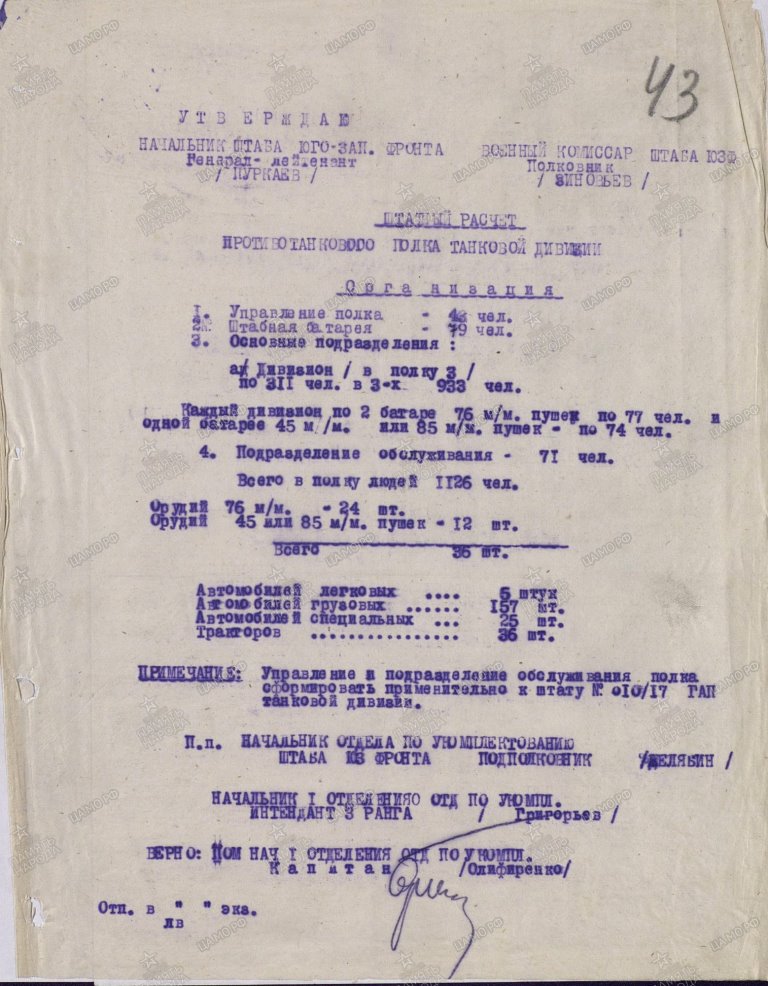 43
У Т В Е Р Ж Д А Ю
НАЧАЛЬНИК ШТАБА ЮГО-ЗАП. ФРОНТА ВОЕННЫЙ КОМИССАР ШТАБА ЮЗФ
Генерал-лейтенант Полковник
/ ПУРКАЕВ / / ЗИНОВЬЕВ /
ШТАТНЫЙ РАСЧЕТ
ПРОТИВОТАНКОВОГО ПОЛКА ТАНКОВОЙ ДИВИЗИИ
О р г а н и з а ц и я
1. Управление полка - 43 чел.
2. Штабная батарея - 79 чел.
3. Основные подразделения :
а/ Дивизион / в полку 3 /
по 311 чел. в 3-х 933 чел.
Каждый дивизион по 2 батаре 76 м/м. пушек по 77 чел. и
одной батарее 45 м/м. или 85 м/м. пушек - по 74 чел.
4. Подразделение обслуживания - 71 чел.
Всего в полку людей 1126 чел.
Орудий 76 м/м. - 24 шт.
Орудий 45 или 85 м/м. пушек - 12 шт.
Всего 36 шт.
Автомобилей легковых .... 5 штук
Автомобилей грузовых ...... 157 шт.
Автомобилей специальных ... 25 шт.
Тракторов ................ 36 шт.
ПРИМЕЧАНИЕ: Управление и подразделение обслуживания полка
сформировать применительно к штату № 010/17 ГАП
танковой дивизии.
П.п. НАЧАЛЬНИК ОТДЕЛА ПО УКОМПЛЕКТОВАНИЮ
ШТАБА ЮЗ ФРОНТА ПОДПОЛКОВНИК /ДЕЛЯБИН /
НАЧАЛЬНИК I ОТДЕЛЕНИЯО ОТД ПО УКОМПЛ.
ИНТЕНДАНТ 3 РАНГА / Григорьев /
ВЕРНО: ПОМ НАЧ I ОТДЕЛЕНИЯ ОТД ПО УКОМПЛ.
К а п и т а н /Олифиренко/
Отп. в " " экз.
лв